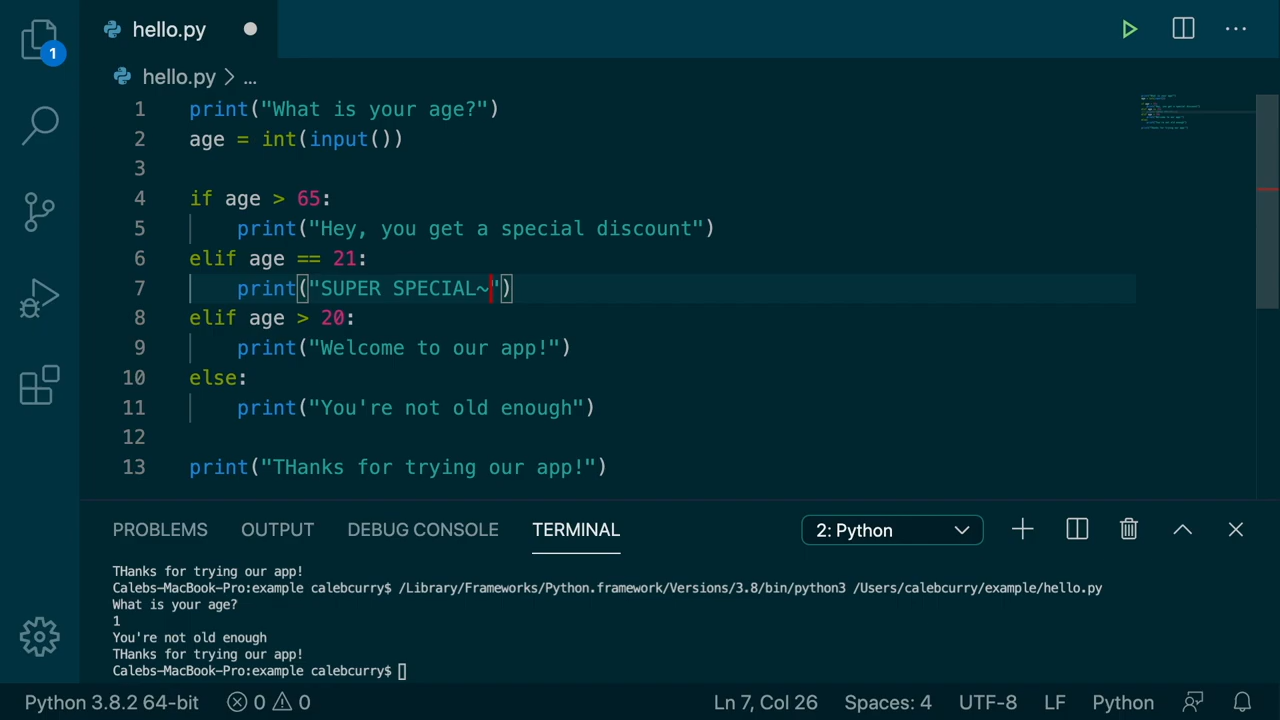 hello.py
1
hello.py > ...
1 print("What is your age?")
2 age = int(input())
3
4 if age > 65:
5 print("Hey, you get a special discount")
6 elif age == 21:
7 print("SUPER SPECIAL~")
8 elif age > 20:
9 print("Welcome to our app!")
10 else:
11 print("You're not old enough")
12
13 print("THanks for trying our app!")
PROBLEMS OUTPUT DEBUG CONSOLE TERMINAL 2: Python
THanks for trying our app!
Calebs-MacBook-Pro:example calebcurry$ /Library/Frameworks/Python.framework/Versions/3.8/bin/python3 /Users/calebcurry/example/hello.py
What is your age?
1
You're not old enough
THanks for trying our app!
Calebs-MacBook-Pro:example calebcurry$
Python 3.8.2 64-bit 0 0 Ln 7, Col 26 Spaces: 4 UTF-8 LF Python